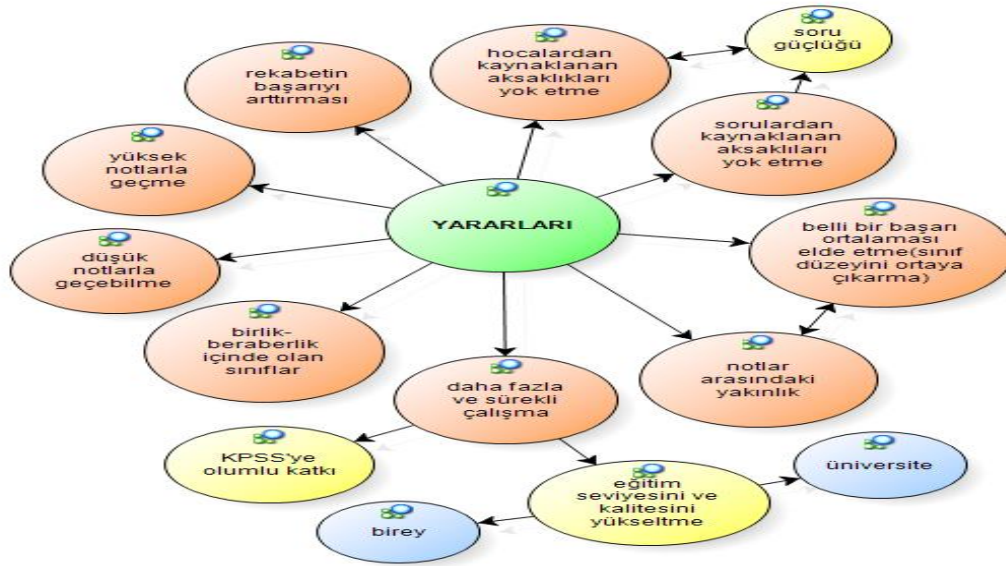 soru
güçlüğü
hocalardan
kaynaklanan
aksaklıkları
yok etme
rekabetin
başarıyı
arttırması
sorulardan
kaynaklanan
aksaklıları
yok etme
yüksek
notlarla
geçme
YARARLARI
belli bir başarı
ortalaması
elde etme(sınıf
düzeyini ortaya
çıkarma)
düşük
notlarla
geçebilme
birlik-
beraberlik
içinde olan
sınıflar
notlar
arasındaki
yakınlık
daha fazla
ve sürekli
çalışma
KPSS'ye
olumlu katkı
üniversite
eğitim
seviyesini ve
kalitesini
yükseltme
birey